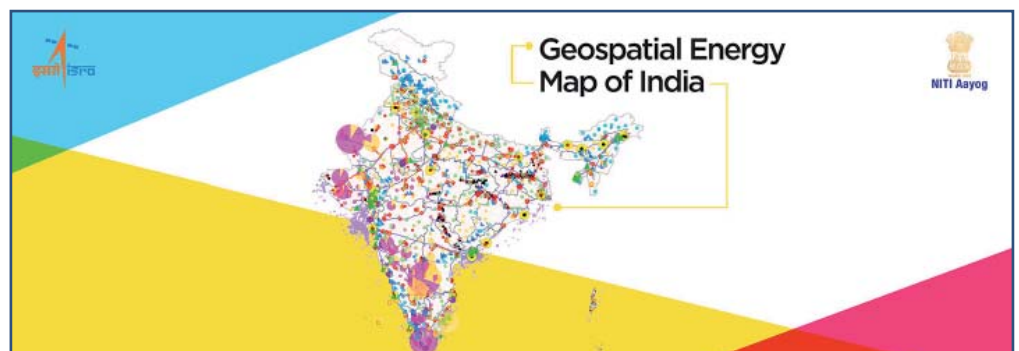 इसरो isro
Geospatial Energy
Map of India
NITI Aayog